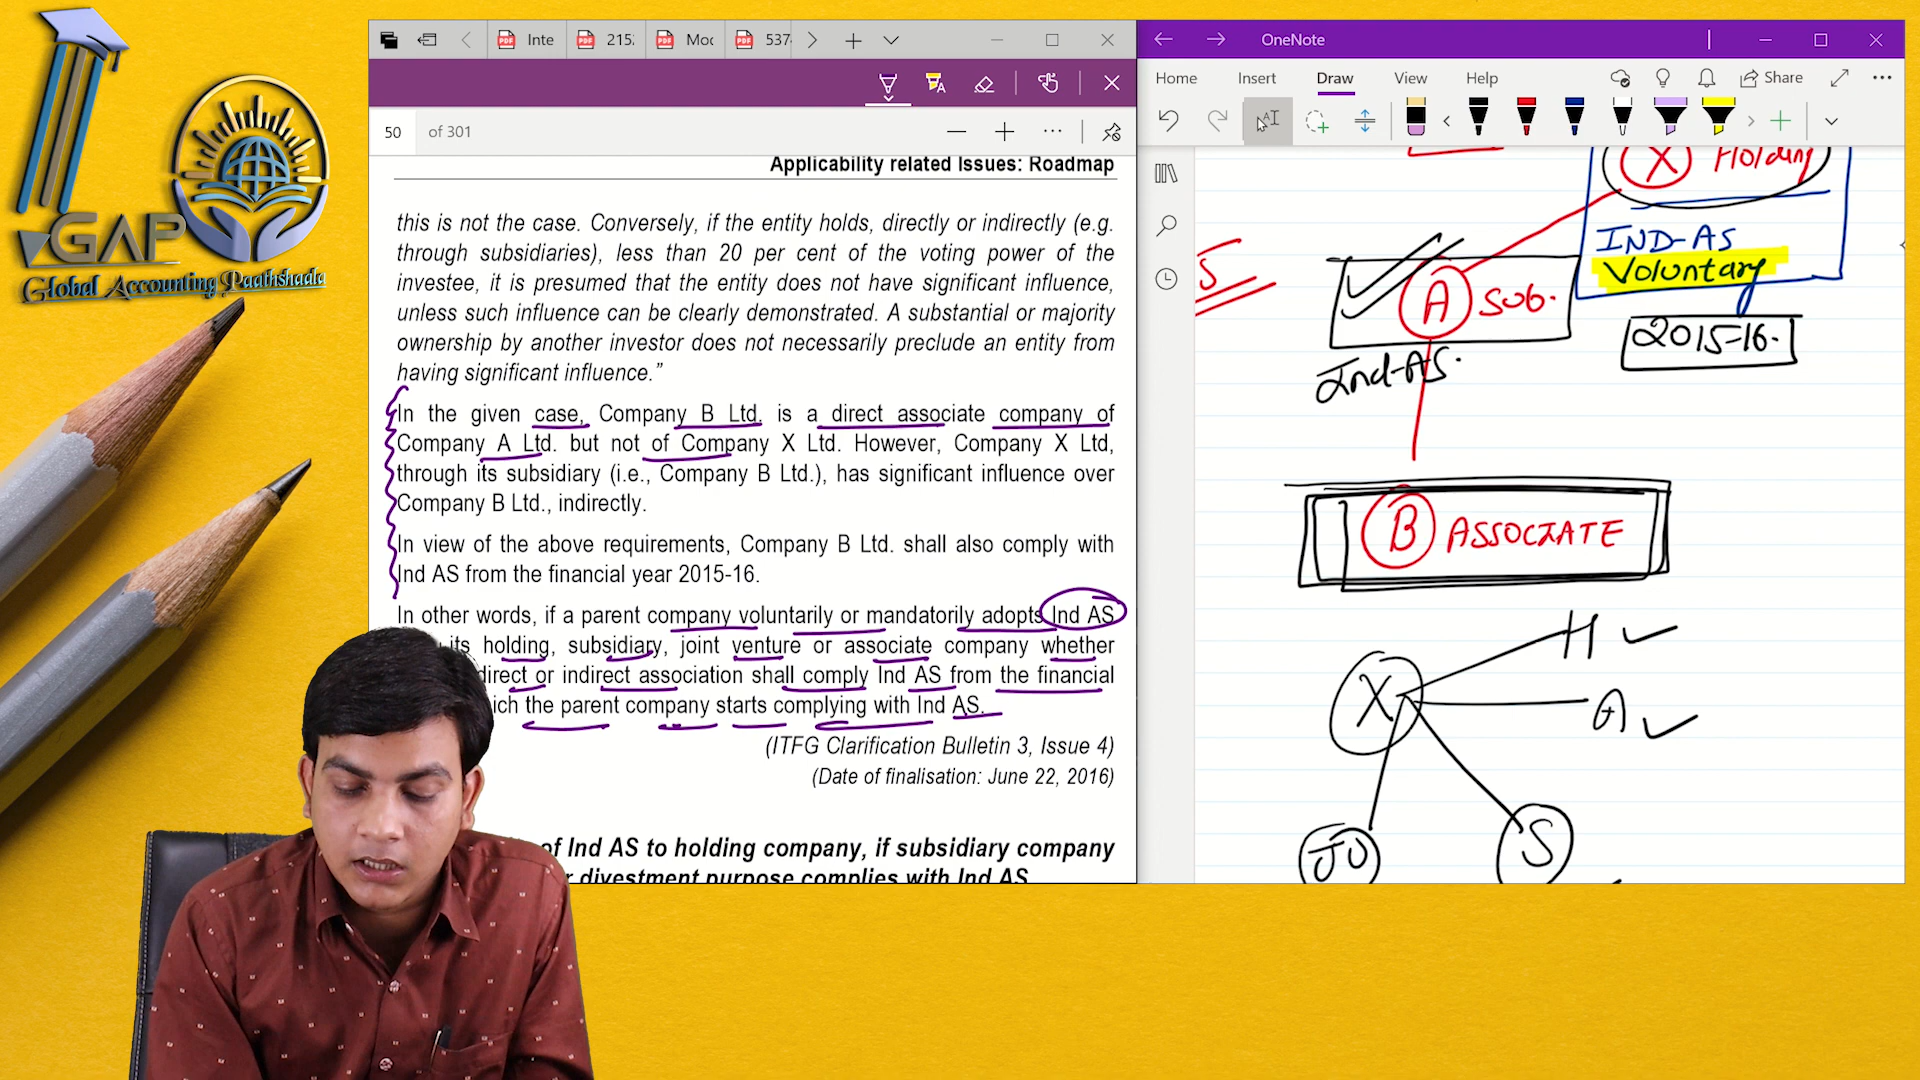 GAP
Global Accounting Paathshada
Inte
215
Moc
537
50 of 301
Applicability related Issues: Roadmap
this is not the case. Conversely, if the entity holds, directly or indirectly (e.g.
through subsidiaries), less than 20 per cent of the voting power of the
investee, it is presumed that the entity does not have significant influence,
unless such influence can be clearly demonstrated. A substantial or majority
ownership by another investor does not necessarily preclude an entity from
having significant influence.”
In the given case, Company B Ltd. is a direct associate company of
Company A Ltd. but not of Company X Ltd. However, Company X Ltd,
through its subsidiary (i.e., Company B Ltd.), has significant influence over
Company B Ltd., indirectly.
In view of the above requirements, Company B Ltd. shall also comply with
Ind AS from the financial year 2015-16.
In other words, if a parent company voluntarily or mandatorily adopts Ind AS
its holding, subsidiary, joint venture or associate company whether
direct or indirect association shall comply Ind AS from the financial
the parent company starts complying with Ind AS.
(ITFG Clarification Bulletin 3, Issue 4)
(Date of finalisation: June 22, 2016)
of Ind AS to holding company, if subsidiary company
divestment purpose complies with Ind AS
OneNote
Home Insert Draw View Help Share
X Holding
IND-AS
Voluntary
2015-16.
S
A Sub.
Ind-AS.
B ASSOCIATE
X
H
A
JV
S